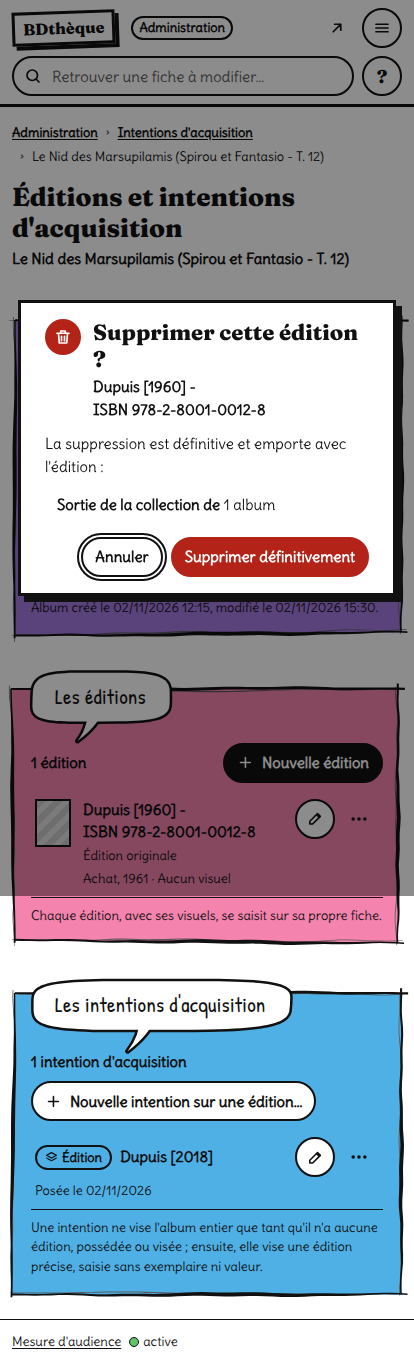 BDthèque
Administration
Retrouver une fiche à modifier...
?
Administration › Intentions d'acquisition
› Le Nid des Marsupilamis (Spirou et Fantasio - T. 12)
Éditions et intentions
d'acquisition
Le Nid des Marsupilamis (Spirou et Fantasio - T. 12)
Supprimer cette édition
?
Dupuis [1960] -
ISBN 978-2-8001-0012-8
La suppression est définitive et emporte avec
l'édition :
Sortie de la collection de 1 album
Annuler
Supprimer définitivement
Album créé le 02/11/2026 12:15, modifié le 02/11/2026 15:30.
Les éditions
1 édition
+ Nouvelle édition
Dupuis [1960] -
ISBN 978-2-8001-0012-8
Édition originale
Achat, 1961 · Aucun visuel
Chaque édition, avec ses visuels, se saisit sur sa propre fiche.
Les intentions d'acquisition
1 intention d'acquisition
+ Nouvelle intention sur une édition...
Édition Dupuis [2018]
Posée le 02/11/2026
Une intention ne vise l'album entier que tant qu'il n'a aucune
édition, possédée ou visée ; ensuite, elle vise une édition
précise, saisie sans exemplaire ni valeur.
Mesure d'audience active